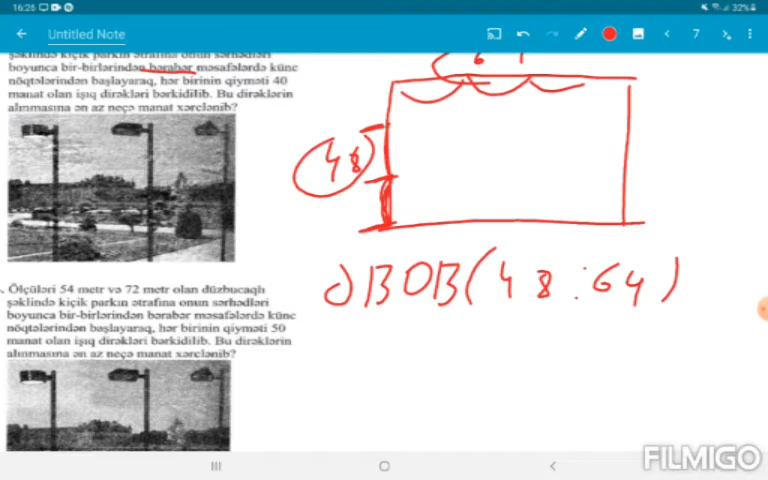 16:26
32%
Untitled Note
7
şəklində kiçik parkın ətrafına onun sərhədləri
boyunca bir-birlərindən bərabər məsafələrdə künc
nöqtələrindən başlayaraq, hər birinin qiyməti 40
manat olan işıq dirəkləri bərkidilib. Bu dirəklərin
alınmasına ən az neçə manat xərclənib?
48
ƏBOB(48:64)
Ölçüləri 54 metr və 72 metr olan düzbucaqlı
şəklində kiçik parkın ətrafına onun sərhədləri
boyunca bir-birlərindən bərabər məsafələrdə künc
nöqtələrindən başlayaraq, hər birinin qiyməti 50
manat olan işıq dirəkləri bərkidilib. Bu dirəklərin
alınmasına ən az neçə manat xərclənib?
FILMIGO